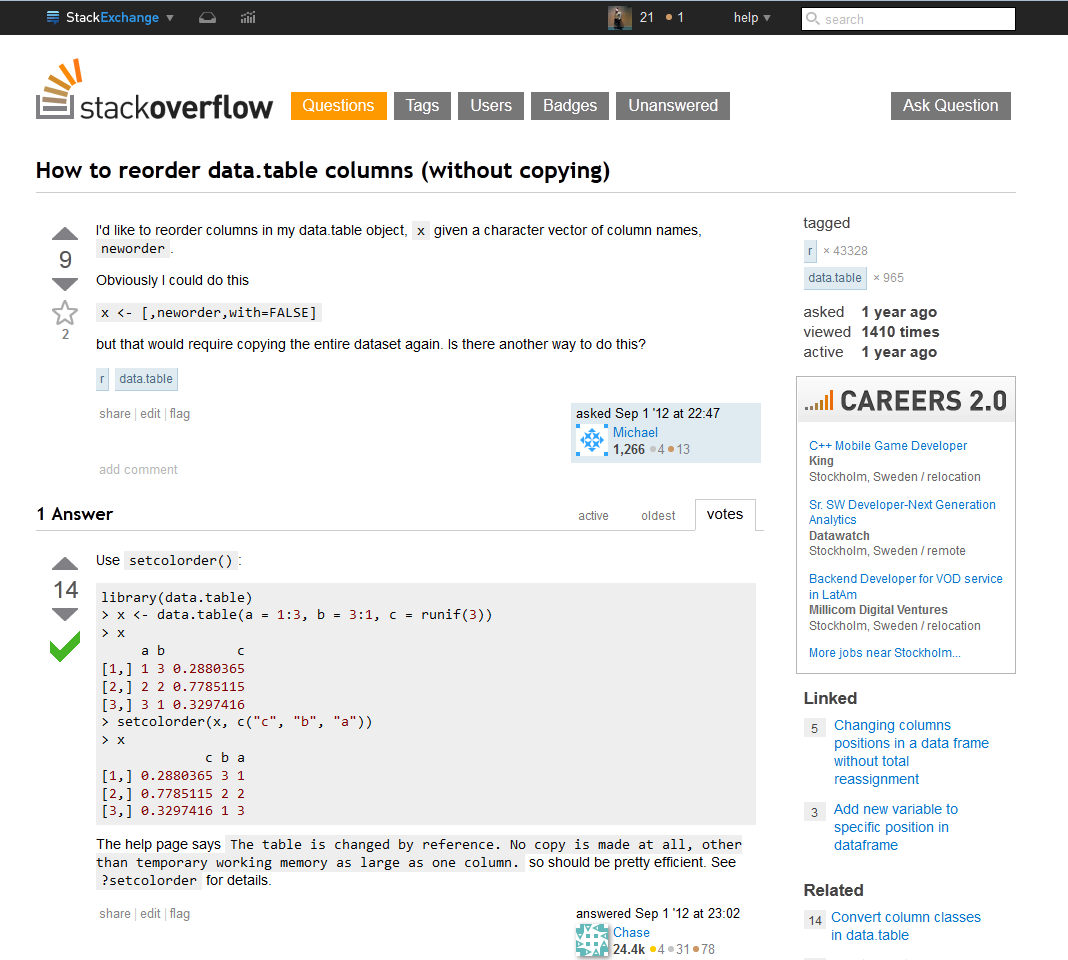 StackExchange ▼ 21 ● 1 help ▼ search
stackoverflow Questions Tags Users Badges Unanswered Ask Question
How to reorder data.table columns (without copying)
9
2
I'd like to reorder columns in my data.table object, x given a character vector of column names,
neworder .
Obviously I could do this
x <- [,neworder,with=FALSE]
but that would require copying the entire dataset again. Is there another way to do this?
r data.table
share | edit | flag
asked Sep 1 '12 at 22:47
Michael
1,266 ●4 ●13
add comment
1 Answer
active oldest votes
14
Use setcolorder() :
library(data.table)
> x <- data.table(a = 1:3, b = 3:1, c = runif(3))
> x
     a b         c
[1,] 1 3 0.2880365
[2,] 2 2 0.7785115
[3,] 3 1 0.3297416
> setcolorder(x, c("c", "b", "a"))
> x
             c b a
[1,] 0.2880365 3 1
[2,] 0.7785115 2 2
[3,] 0.3297416 1 3
The help page says The table is changed by reference. No copy is made at all, other
than temporary working memory as large as one column. so should be pretty efficient. See
?setcolorder for details.
share | edit | flag
answered Sep 1 '12 at 23:02
Chase
24.4k ●4 ●31 ●78
tagged
r × 43328
data.table × 965
asked 1 year ago
viewed 1410 times
active 1 year ago
CAREERS 2.0
C++ Mobile Game Developer
King
Stockholm, Sweden / relocation
Sr. SW Developer-Next Generation
Analytics
Datawatch
Stockholm, Sweden / remote
Backend Developer for VOD service
in LatAm
Millicom Digital Ventures
Stockholm, Sweden / relocation
More jobs near Stockholm...
Linked
5 Changing columns
positions in a data frame
without total
reassignment
3 Add new variable to
specific position in
dataframe
Related
14 Convert column classes
in data.table